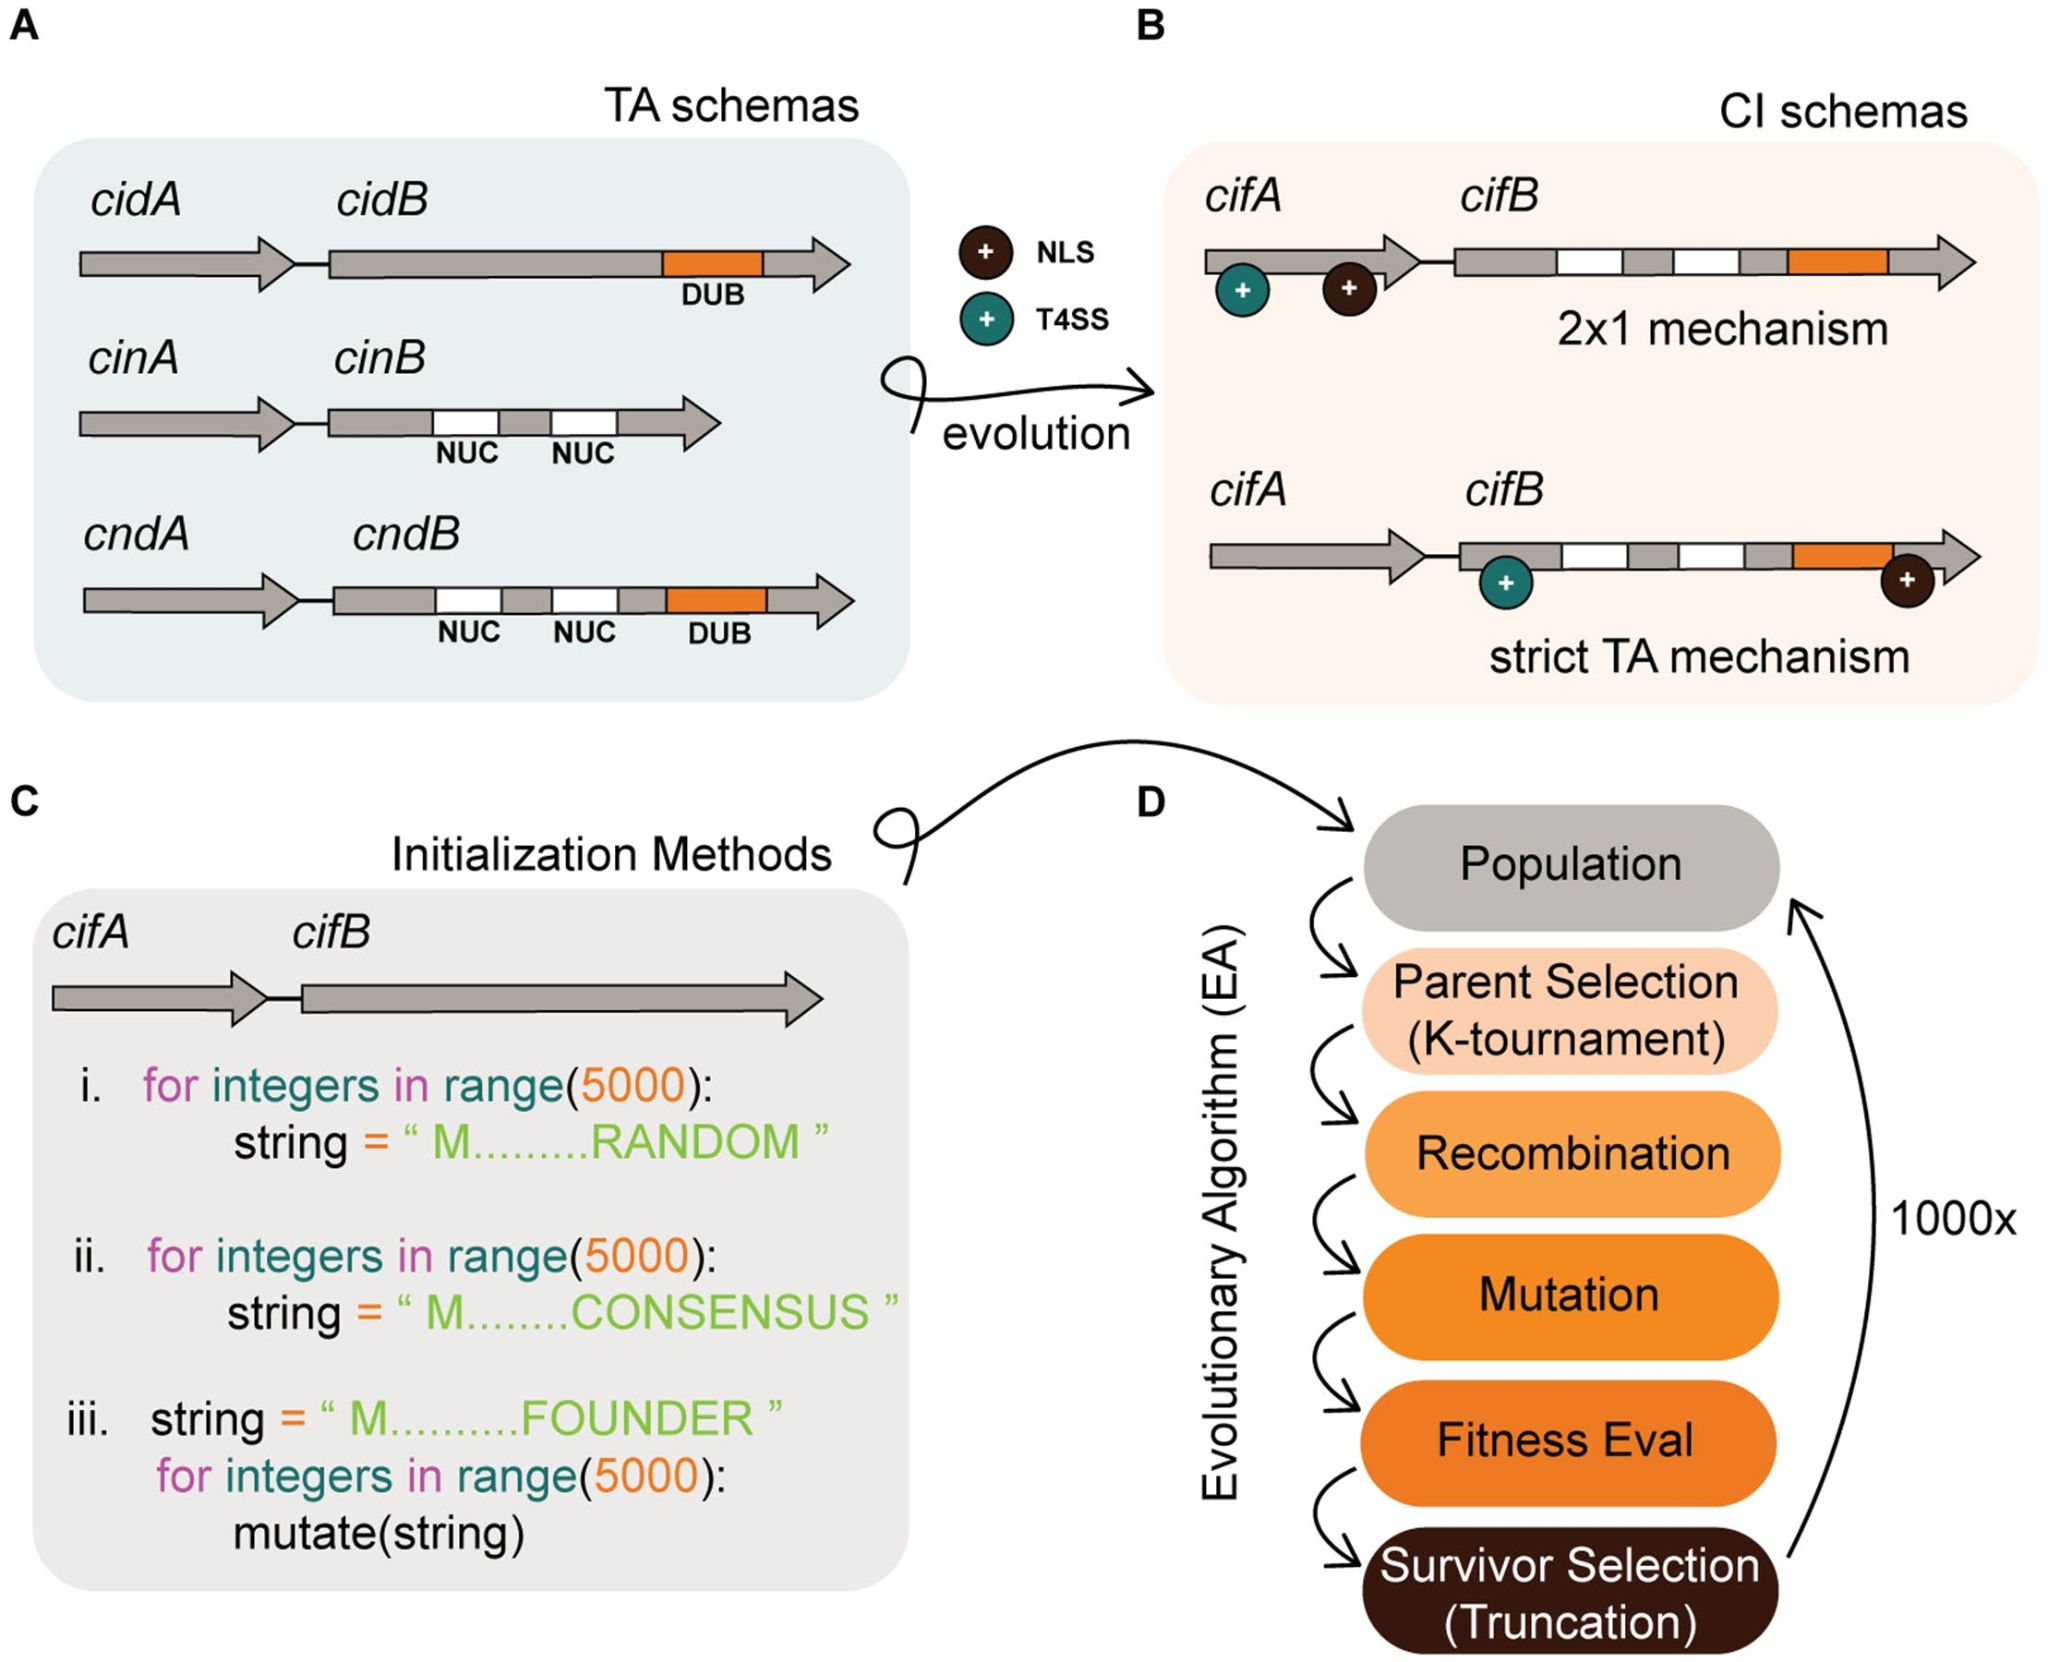 A
TA schemas
cidA cidB
DUB
cinA cinB
NUC NUC
cndA cndB
NUC NUC DUB
+ NLS
+ T4SS
evolution
B
CI schemas
cifA cifB
+ +
2x1 mechanism
cifA cifB
+ +
strict TA mechanism
C
Initialization Methods
cifA cifB
i. for integers in range(5000):
string = “ M.........RANDOM ”
ii. for integers in range(5000):
string = “ M........CONSENSUS ”
iii. string = “ M..........FOUNDER ”
for integers in range(5000):
mutate(string)
D
Evolutionary Algorithm (EA)
Population
Parent Selection
(K-tournament)
Recombination
Mutation
Fitness Eval
Survivor Selection
(Truncation)
1000x